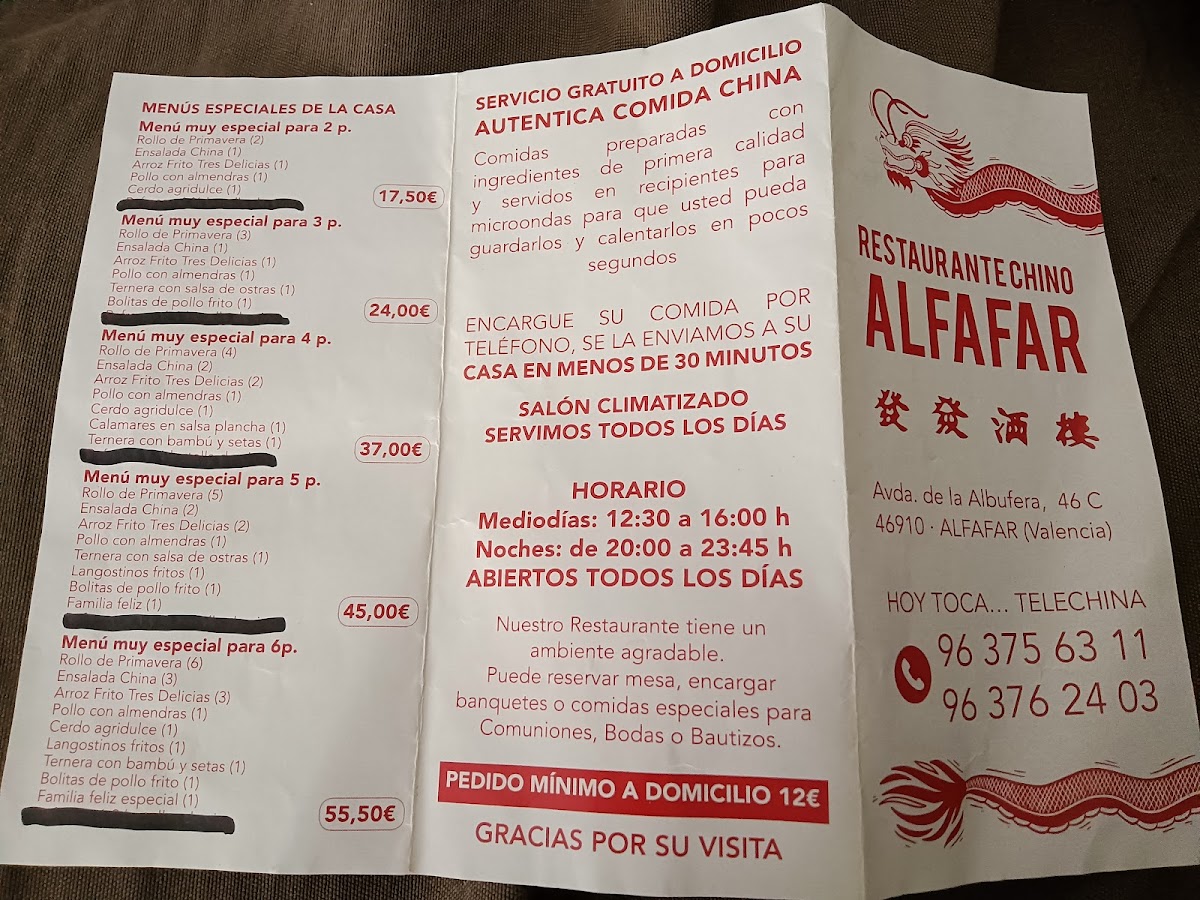 MENÚS ESPECIALES DE LA CASA
Menú muy especial para 2 p.
Rollo de Primavera (2)
Ensalada China (1)
Arroz Frito Tres Delicias (1)
Pollo con almendras (1)
Cerdo agridulce (1)
17,50€
Menú muy especial para 3 p.
Rollo de Primavera (3)
Ensalada China (1)
Arroz Frito Tres Delicias (1)
Pollo con almendras (1)
Ternera con salsa de ostras (1)
Bolitas de pollo frito (1)
24,00€
Menú muy especial para 4 p.
Rollo de Primavera (4)
Ensalada China (2)
Arroz Frito Tres Delicias (2)
Pollo con almendras (1)
Cerdo agridulce (1)
Calamares en salsa plancha (1)
Ternera con bambú y setas (1)
37,00€
Menú muy especial para 5 p.
Rollo de Primavera (5)
Ensalada China (2)
Arroz Frito Tres Delicias (2)
Pollo con almendras (1)
Ternera con salsa de ostras (1)
Langostinos fritos (1)
Bolitas de pollo frito (1)
Familia feliz (1)
45,00€
Menú muy especial para 6p.
Rollo de Primavera (6)
Ensalada China (3)
Arroz Frito Tres Delicias (3)
Pollo con almendras (1)
Cerdo agridulce (1)
Langostinos fritos (1)
Ternera con bambú y setas (1)
Bolitas de pollo frito (1)
Familia feliz especial (1)
55,50€
SERVICIO GRATUITO A DOMICILIO
AUTENTICA COMIDA CHINA
Comidas preparadas con
ingredientes de primera calidad
y servidos en recipientes para
microondas para que usted pueda
guardarlos y calentarlos en pocos
segundos
ENCARGUE SU COMIDA POR
TELÉFONO, SE LA ENVIAMOS A SU
CASA EN MENOS DE 30 MINUTOS
SALÓN CLIMATIZADO
SERVIMOS TODOS LOS DÍAS
HORARIO
Mediodías: 12:30 a 16:00 h
Noches: de 20:00 a 23:45 h
ABIERTOS TODOS LOS DÍAS
Nuestro Restaurante tiene un
ambiente agradable.
Puede reservar mesa, encargar
banquetes o comidas especiales para
Comuniones, Bodas o Bautizos.
PEDIDO MÍNIMO A DOMICILIO 12€
GRACIAS POR SU VISITA
RESTAURANTE CHINO
ALFAFAR
發發酒樓
Avda. de la Albufera, 46 C
46910 · ALFAFAR (Valencia)
HOY TOCA... TELECHINA
96 375 63 11
96 376 24 03